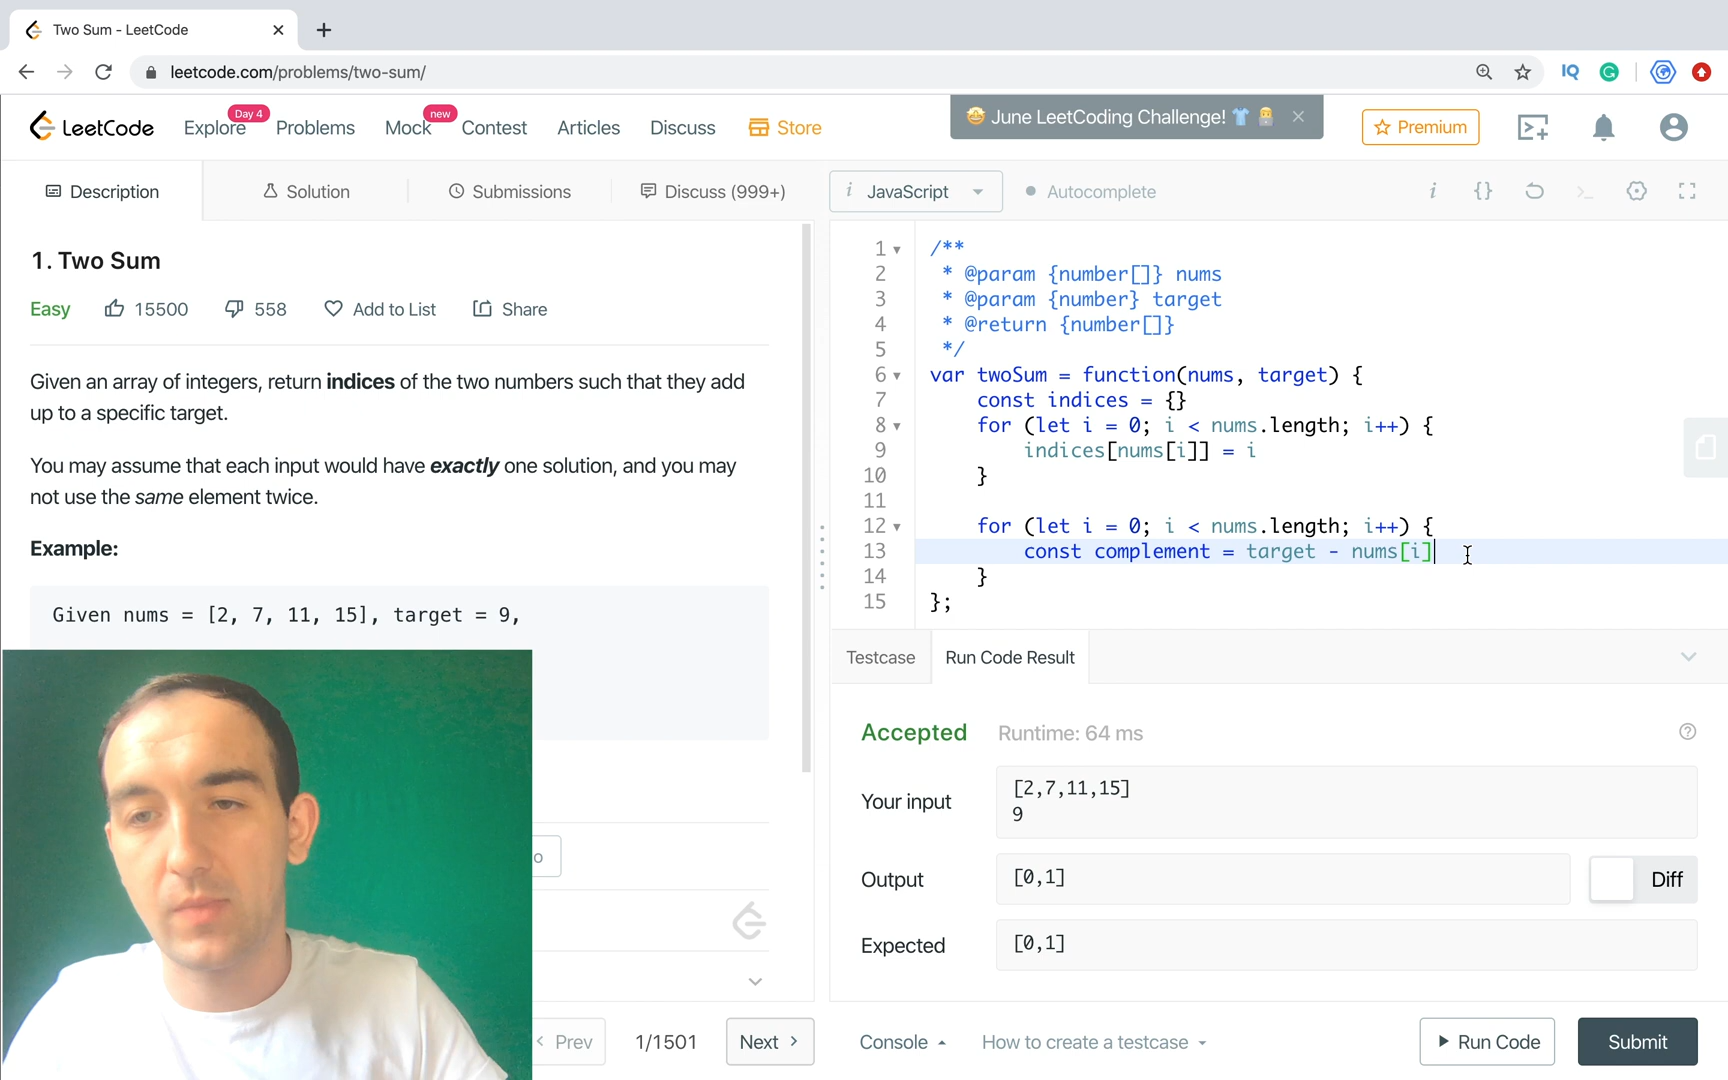 Two Sum - LeetCode
leetcode.com/problems/two-sum/
IQ
LeetCode
Explore
Day 4
Problems
Mock
new
Contest
Articles
Discuss
Store
June LeetCoding Challenge!
Premium
Description
Solution
Submissions
Discuss (999+)
1. Two Sum
Easy
15500
558
Add to List
Share
Given an array of integers, return indices of the two numbers such that they add
up to a specific target.
You may assume that each input would have exactly one solution, and you may
not use the same element twice.
Example:
Given nums = [2, 7, 11, 15], target = 9,
o
Prev
1/1501
Next
i JavaScript
Autocomplete
i {}
1 /**
2 * @param {number[]} nums
3 * @param {number} target
4 * @return {number[]}
5 */
6 var twoSum = function(nums, target) {
7 const indices = {}
8 for (let i = 0; i < nums.length; i++) {
9 indices[nums[i]] = i
10 }
11
12 for (let i = 0; i < nums.length; i++) {
13 const complement = target - nums[i]
14 }
15 };
Testcase
Run Code Result
Accepted
Runtime: 64 ms
Your input
[2,7,11,15]
9
Output
[0,1]
Diff
Expected
[0,1]
Console
How to create a testcase
Run Code
Submit